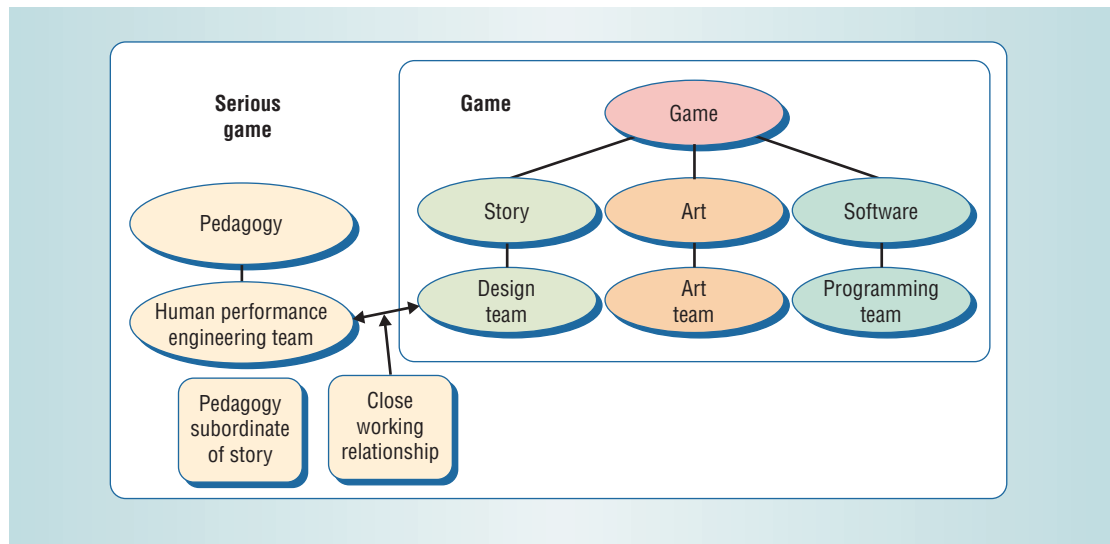 Serious
game
Pedagogy
Human performance
engineering team
Pedagogy
subordinate
of story
Close
working
relationship
Game
Game
Story
Art
Software
Design
team
Art
team
Programming
team